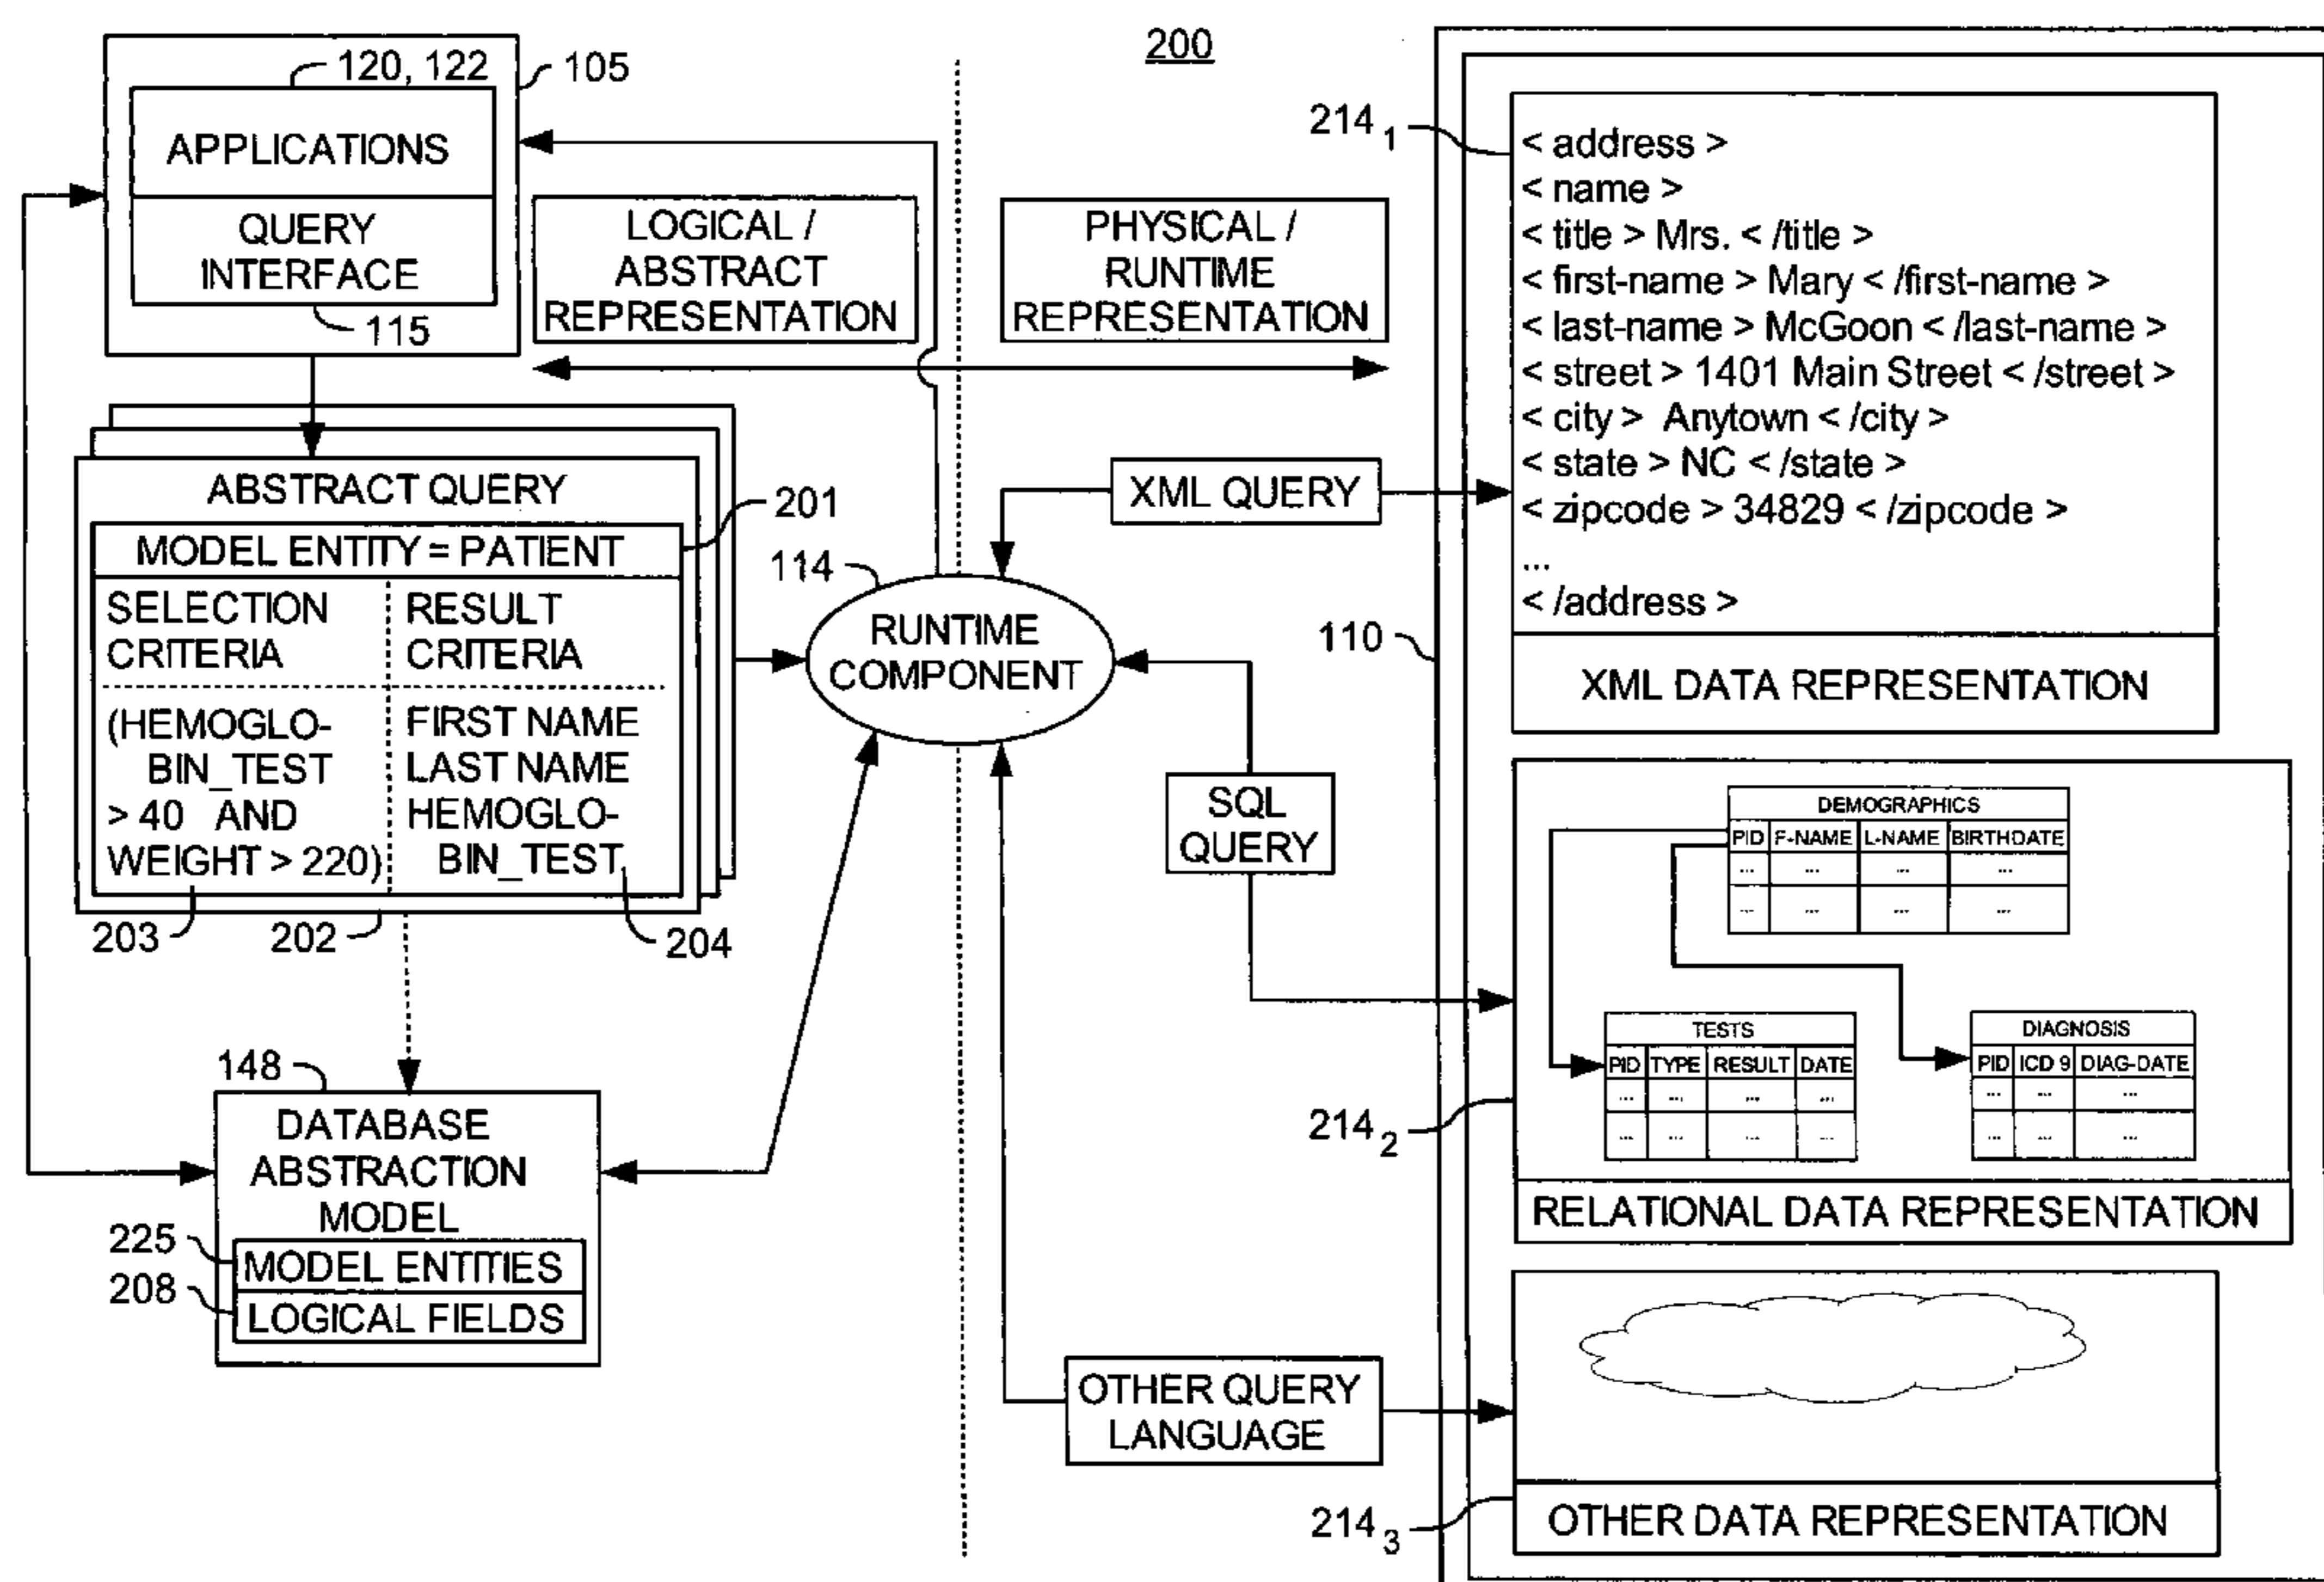 200
120, 122
105
APPLICATIONS
QUERY
INTERFACE
115
LOGICAL /
ABSTRACT
REPRESENTATION
PHYSICAL /
RUNTIME
REPRESENTATION
ABSTRACT QUERY
201
MODEL ENTITY = PATIENT
SELECTION
CRITERIA
RESULT
CRITERIA
(HEMOGLO-
BIN_TEST
> 40 AND
WEIGHT > 220)
FIRST NAME
LAST NAME
HEMOGLO-
BIN_TEST
203
202
204
148
DATABASE
ABSTRACTION
MODEL
225
MODEL ENTITIES
208
LOGICAL FIELDS
114
RUNTIME
COMPONENT
XML QUERY
SQL
QUERY
OTHER QUERY
LANGUAGE
110
214 1
< address >
< name >
< title > Mrs. < /title >
< first-name > Mary < /first-name >
< last-name > McGoon < /last-name >
< street > 1401 Main Street < /street >
< city > Anytown < /city >
< state > NC < /state >
< zipcode > 34829 < /zipcode >
...
< /address >
XML DATA REPRESENTATION
DEMOGRAPHICS
PID F-NAME L-NAME BIRTHDATE
... ... ... ...
... ... ... ...
TESTS
PID TYPE RESULT DATE
... ... ... ...
... ... ... ...
DIAGNOSIS
PID ICD 9 DIAG-DATE
... ... ...
... ... ...
214 2
RELATIONAL DATA REPRESENTATION
214 3
OTHER DATA REPRESENTATION